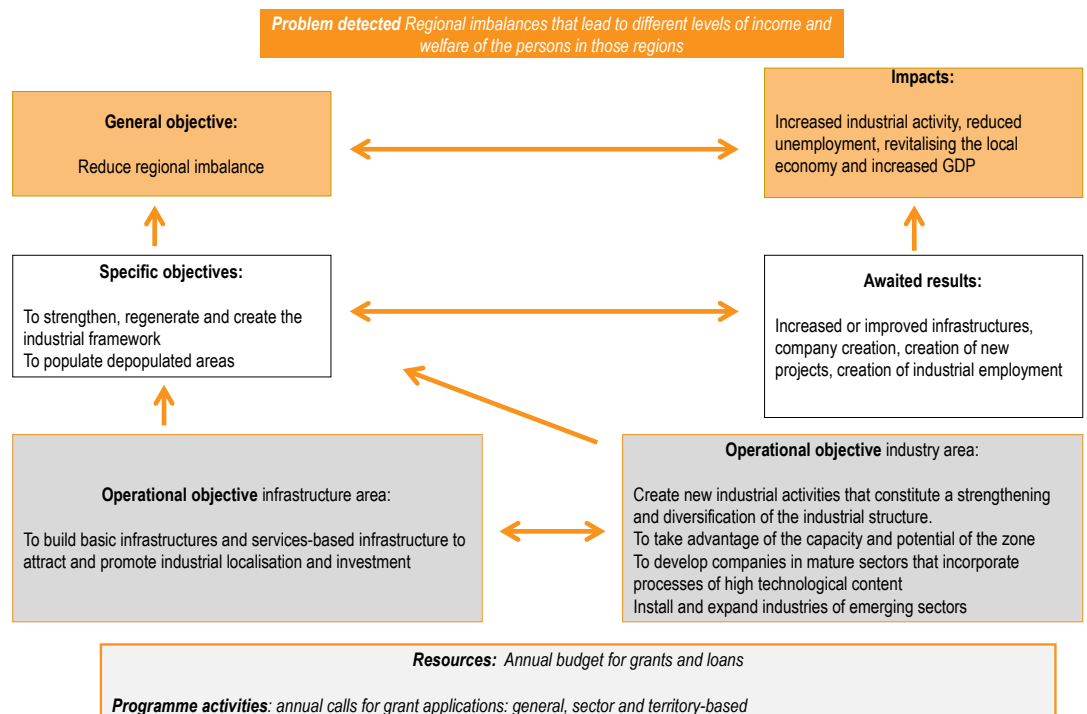 Problem detected Regional imbalances that lead to different levels of income and
welfare of the persons in those regions
General objective:
Reduce regional imbalance
Impacts:
Increased industrial activity, reduced
unemployment, revitalising the local
economy and increased GDP
Specific objectives:
To strengthen, regenerate and create the
industrial framework
To populate depopulated areas
Awaited results:
Increased or improved infrastructures,
company creation, creation of new
projects, creation of industrial employment
Operational objective infrastructure area:
To build basic infrastructures and services-based infrastructure to
attract and promote industrial localisation and investment
Operational objective industry area:
Create new industrial activities that constitute a strengthening
and diversification of the industrial structure.
To take advantage of the capacity and potential of the zone
To develop companies in mature sectors that incorporate
processes of high technological content
Install and expand industries of emerging sectors
Resources: Annual budget for grants and loans
Programme activities: annual calls for grant applications: general, sector and territory-based